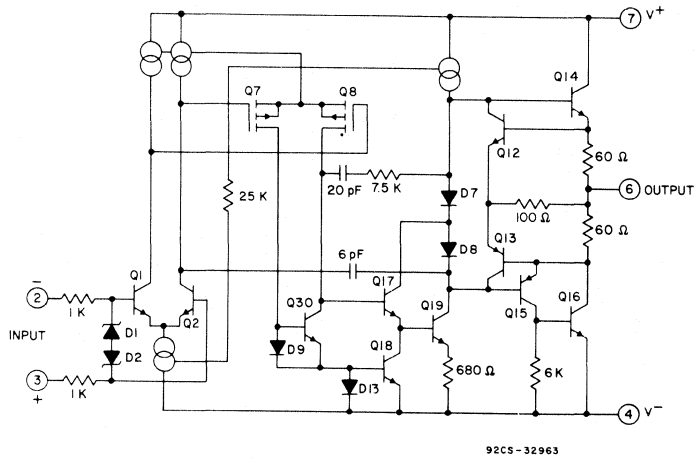 7 V+
Q14
Q7 Q8
Q12
60 Ω
20 pF 7.5 K
D7
6 OUTPUT
25 K
100 Ω
60 Ω
D8
Q13
6 pF
Q1
Q17
2 −
1 K
Q2
Q30
Q19
Q15
Q16
D1
INPUT
D9
Q18
D2
680 Ω
6 K
3 +
1 K
D13
4 V−
92CS-32963